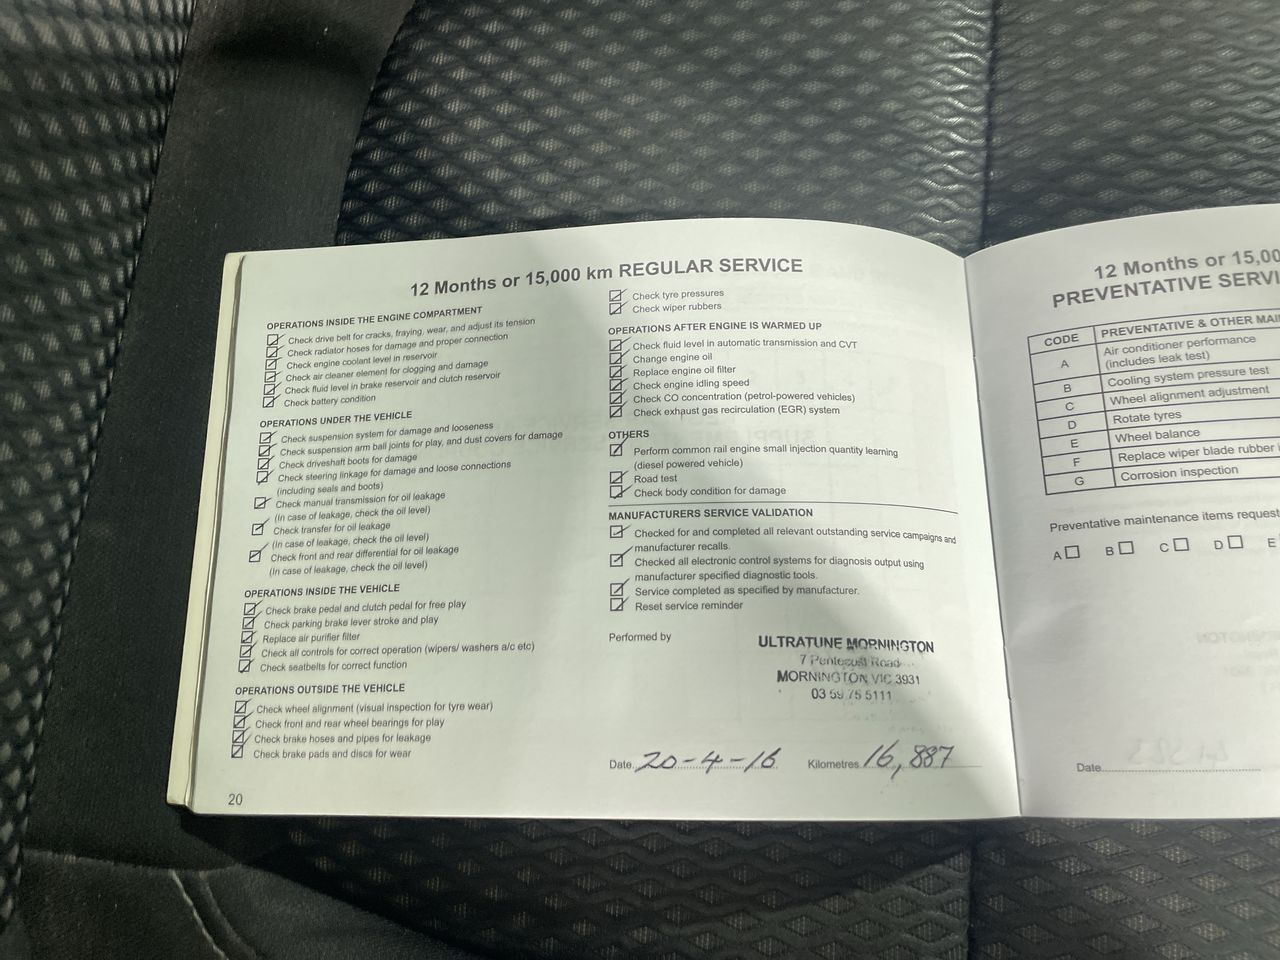 12 Months or 15,000 km REGULAR SERVICE
OPERATIONS INSIDE THE ENGINE COMPARTMENT
Check drive belt for cracks, fraying, wear, and adjust its tension
Check radiator hoses for damage and proper connection
Check engine coolant level in reservoir
Check air cleaner element for clogging and damage
Check fluid level in brake reservoir and clutch reservoir
Check battery condition
OPERATIONS UNDER THE VEHICLE
Check suspension system for damage and looseness
Check suspension arm ball joints for play, and dust covers for damage
Check driveshaft boots for damage
Check steering linkage for damage and loose connections
(including seals and boots)
Check manual transmission for oil leakage
(In case of leakage, check the oil level)
Check transfer for oil leakage
(In case of leakage, check the oil level)
Check front and rear differential for oil leakage
(In case of leakage, check the oil level)
OPERATIONS INSIDE THE VEHICLE
Check brake pedal and clutch pedal for free play
Check parking brake lever stroke and play
Replace air purifier filter
Check all controls for correct operation (wipers/ washers a/c etc)
Check seatbelts for correct function
OPERATIONS OUTSIDE THE VEHICLE
Check wheel alignment (visual inspection for tyre wear)
Check front and rear wheel bearings for play
Check brake hoses and pipes for leakage
Check brake pads and discs for wear
20
Check tyre pressures
Check wiper rubbers
OPERATIONS AFTER ENGINE IS WARMED UP
Check fluid level in automatic transmission and CVT
Change engine oil
Replace engine oil filter
Check engine idling speed
Check CO concentration (petrol-powered vehicles)
Check exhaust gas recirculation (EGR) system
OTHERS
Perform common rail engine small injection quantity learning
(diesel powered vehicle)
Road test
Check body condition for damage
MANUFACTURERS SERVICE VALIDATION
Checked for and completed all relevant outstanding service campaigns and
manufacturer recalls.
Checked all electronic control systems for diagnosis output using
manufacturer specified diagnostic tools.
Service completed as specified by manufacturer.
Reset service reminder
Performed by
ULTRATUNE MORNINGTON
7 Pentecost Road
MORNINGTON VIC 3931
03 59 75 5111
Date 20-4-16 Kilometres 16,887
12 Months or 15,00
PREVENTATIVE SERVI
CODE PREVENTATIVE & OTHER MAI
A Air conditioner performance
(includes leak test)
B Cooling system pressure test
C Wheel alignment adjustment
D Rotate tyres
E Wheel balance
F Replace wiper blade rubber
G Corrosion inspection
Preventative maintenance items request
A B C D E
Date